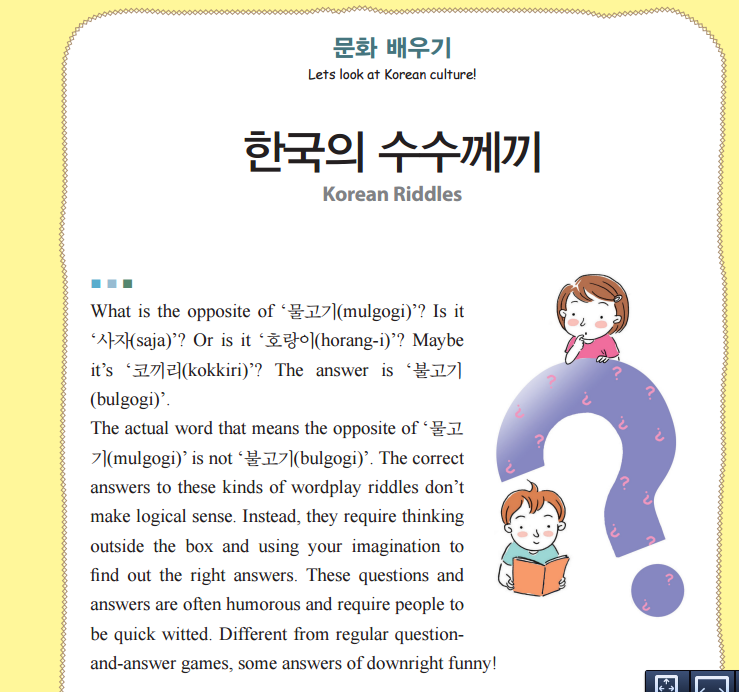 문화 배우기
Lets look at Korean culture!
한국의 수수께끼
Korean Riddles
What is the opposite of ‘물고기(mulgogi)’? Is it
‘사자(saja)’? Or is it ‘호랑이(horang-i)’? Maybe
it’s ‘코끼리(kokkiri)’? The answer is ‘불고기
(bulgogi)’.
The actual word that means the opposite of ‘물고
기(mulgogi)’ is not ‘불고기(bulgogi)’. The correct
answers to these kinds of wordplay riddles don’t
make logical sense. Instead, they require thinking
outside the box and using your imagination to
find out the right answers. These questions and
answers are often humorous and require people to
be quick witted. Different from regular question-
and-answer games, some answers of downright funny!